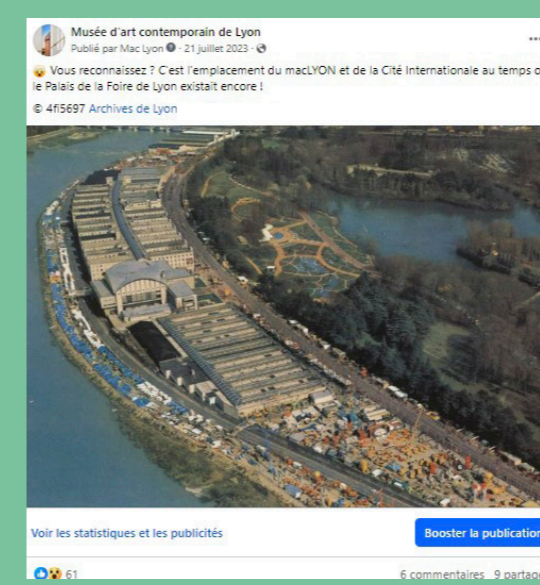 Musée d'art contemporain de Lyon
Publié par Mac Lyon · 21 juillet 2023 ·
Vous reconnaissez ? C'est l'emplacement du macLYON et de la Cité Internationale au temps o
le Palais de la Foire de Lyon existait encore !
© 4fi5697 Archives de Lyon
Voir les statistiques et les publicités
Booster la publication
61
6 commentaires 9 partage